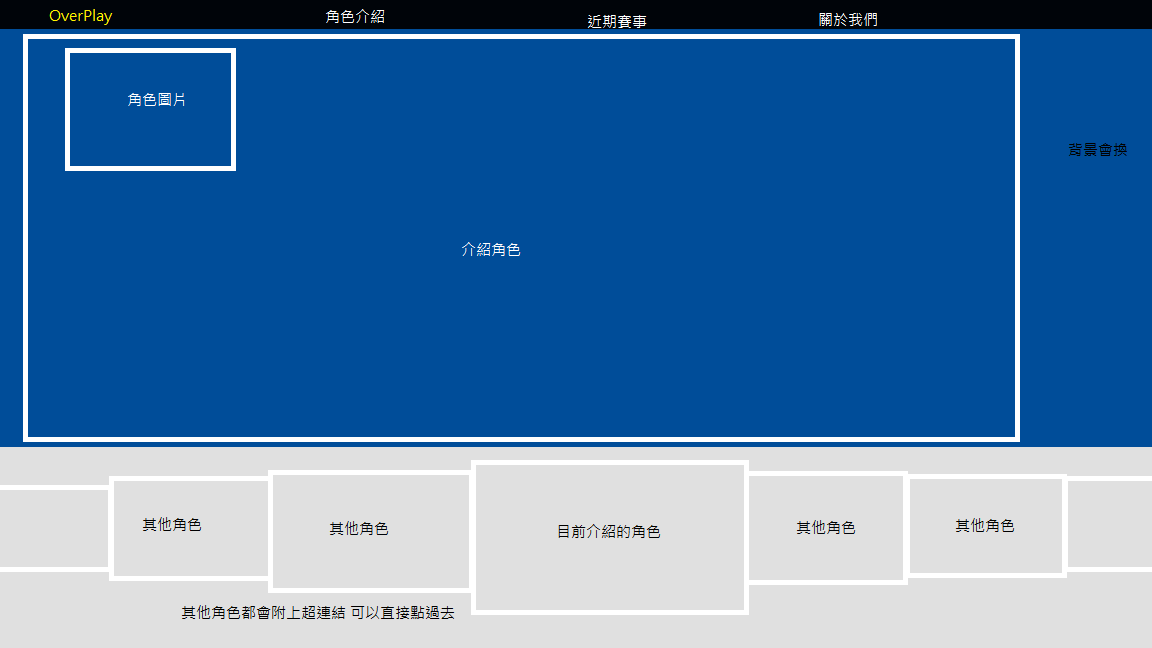 OverPlay
角色介紹
近期賽事
關於我們
角色圖片
背景會換
介紹角色
其他角色
其他角色
目前介紹的角色
其他角色
其他角色
其他角色都會附上超連結 可以直接點過去